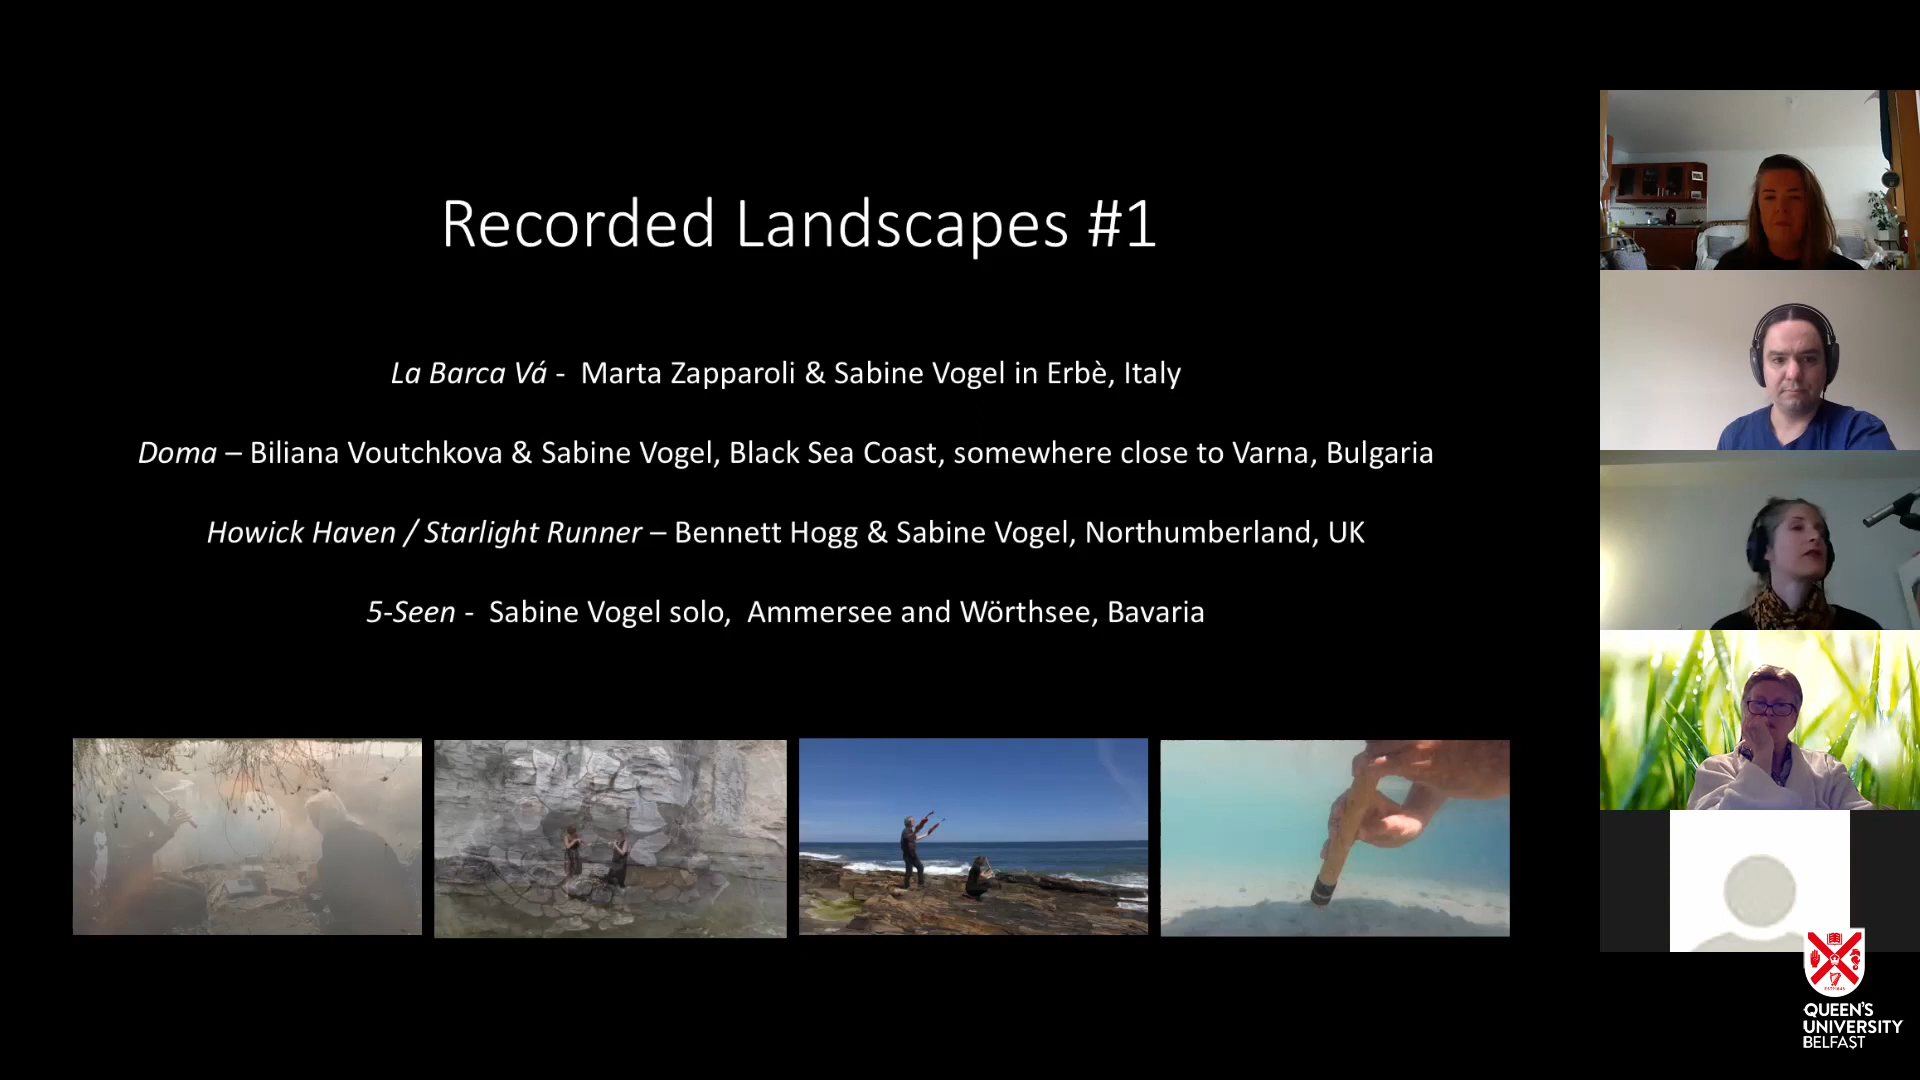 Recorded Landscapes #1
La Barca Vá - Marta Zapparoli & Sabine Vogel in Erbè, Italy
Doma – Biliana Voutchkova & Sabine Vogel, Black Sea Coast, somewhere close to Varna, Bulgaria
Howick Haven / Starlight Runner – Bennett Hogg & Sabine Vogel, Northumberland, UK
5-Seen - Sabine Vogel solo, Ammersee and Wörthsee, Bavaria
QUEEN'S
UNIVERSITY
BELFAST